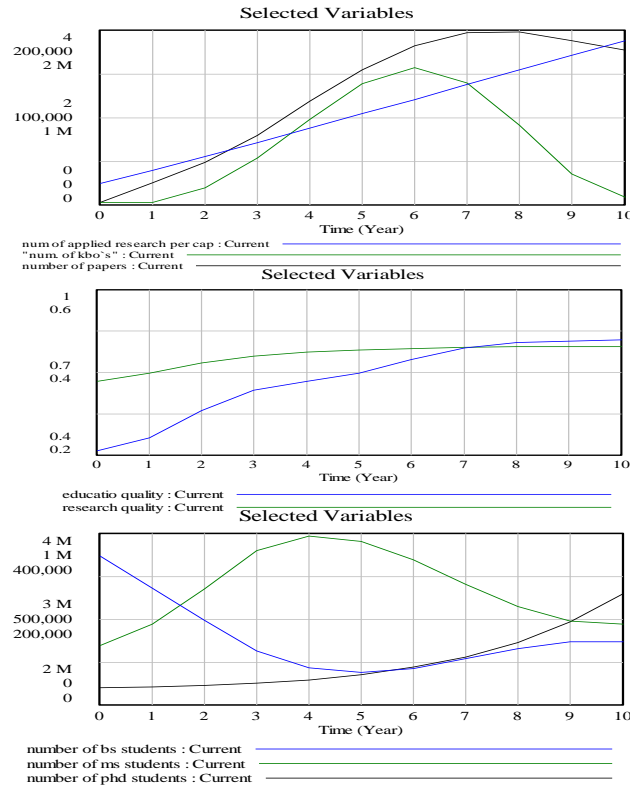 Selected Variables
4
200,000
2 M
2
100,000
1 M
0
0
0
0 1 2 3 4 5 6 7 8 9 10
Time (Year)
num of applied research per cap : Current
"num. of kbo`s" : Current
number of papers : Current
Selected Variables
1
0.6
0.7
0.4
0.4
0.2
0 1 2 3 4 5 6 7 8 9 10
Time (Year)
educatio quality : Current
research quality : Current
Selected Variables
4 M
1 M
400,000
3 M
500,000
200,000
2 M
0
0
0 1 2 3 4 5 6 7 8 9 10
Time (Year)
number of bs students : Current
number of ms students : Current
number of phd students : Current